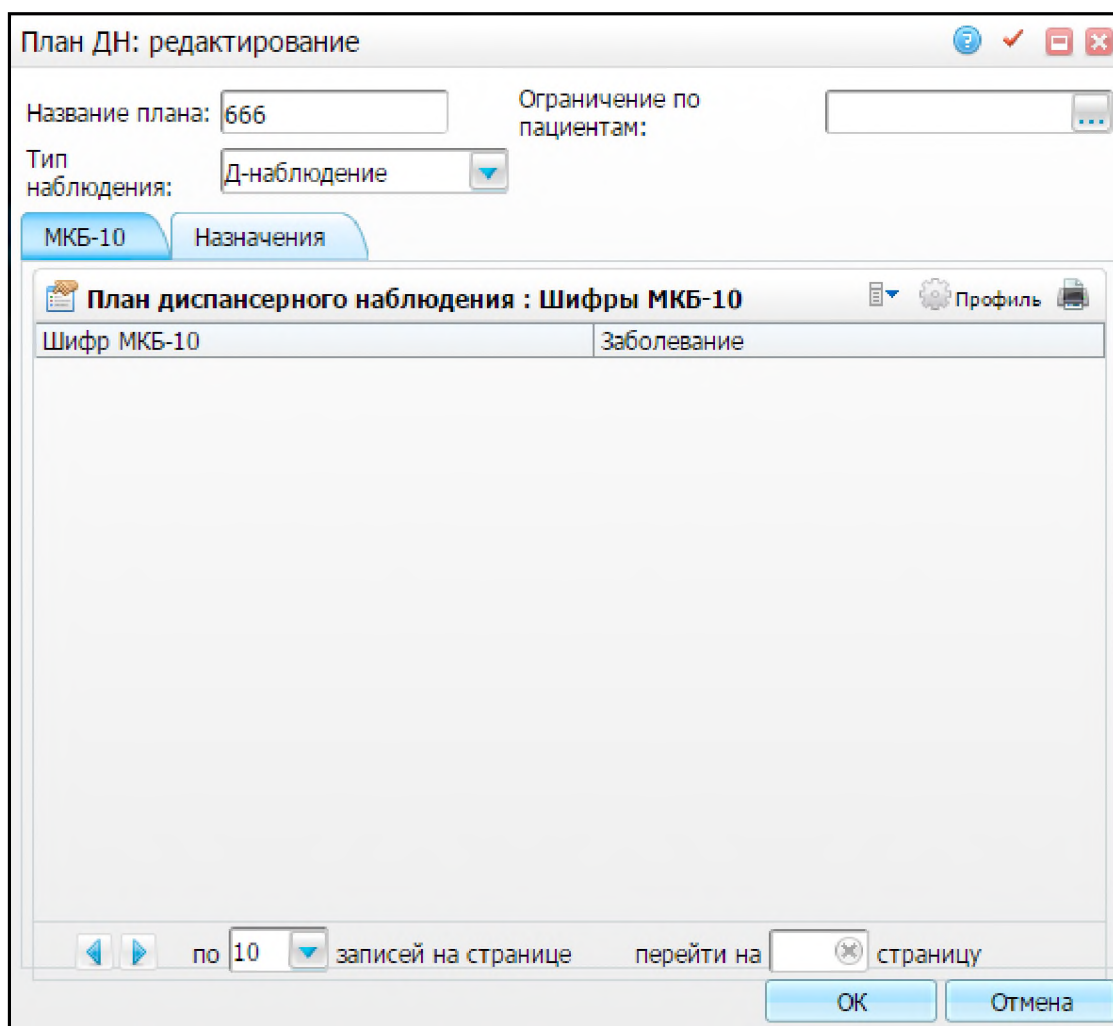 План ДН: редактирование
Название плана: 666
Ограничение по
пациентам:
...
Тип
наблюдения:
Д-наблюдение
МКБ-10 Назначения
План диспансерного наблюдения : Шифры МКБ-10
Профиль
Шифр МКБ-10 Заболевание
по 10 записей на странице перейти на страницу
ОК Отмена